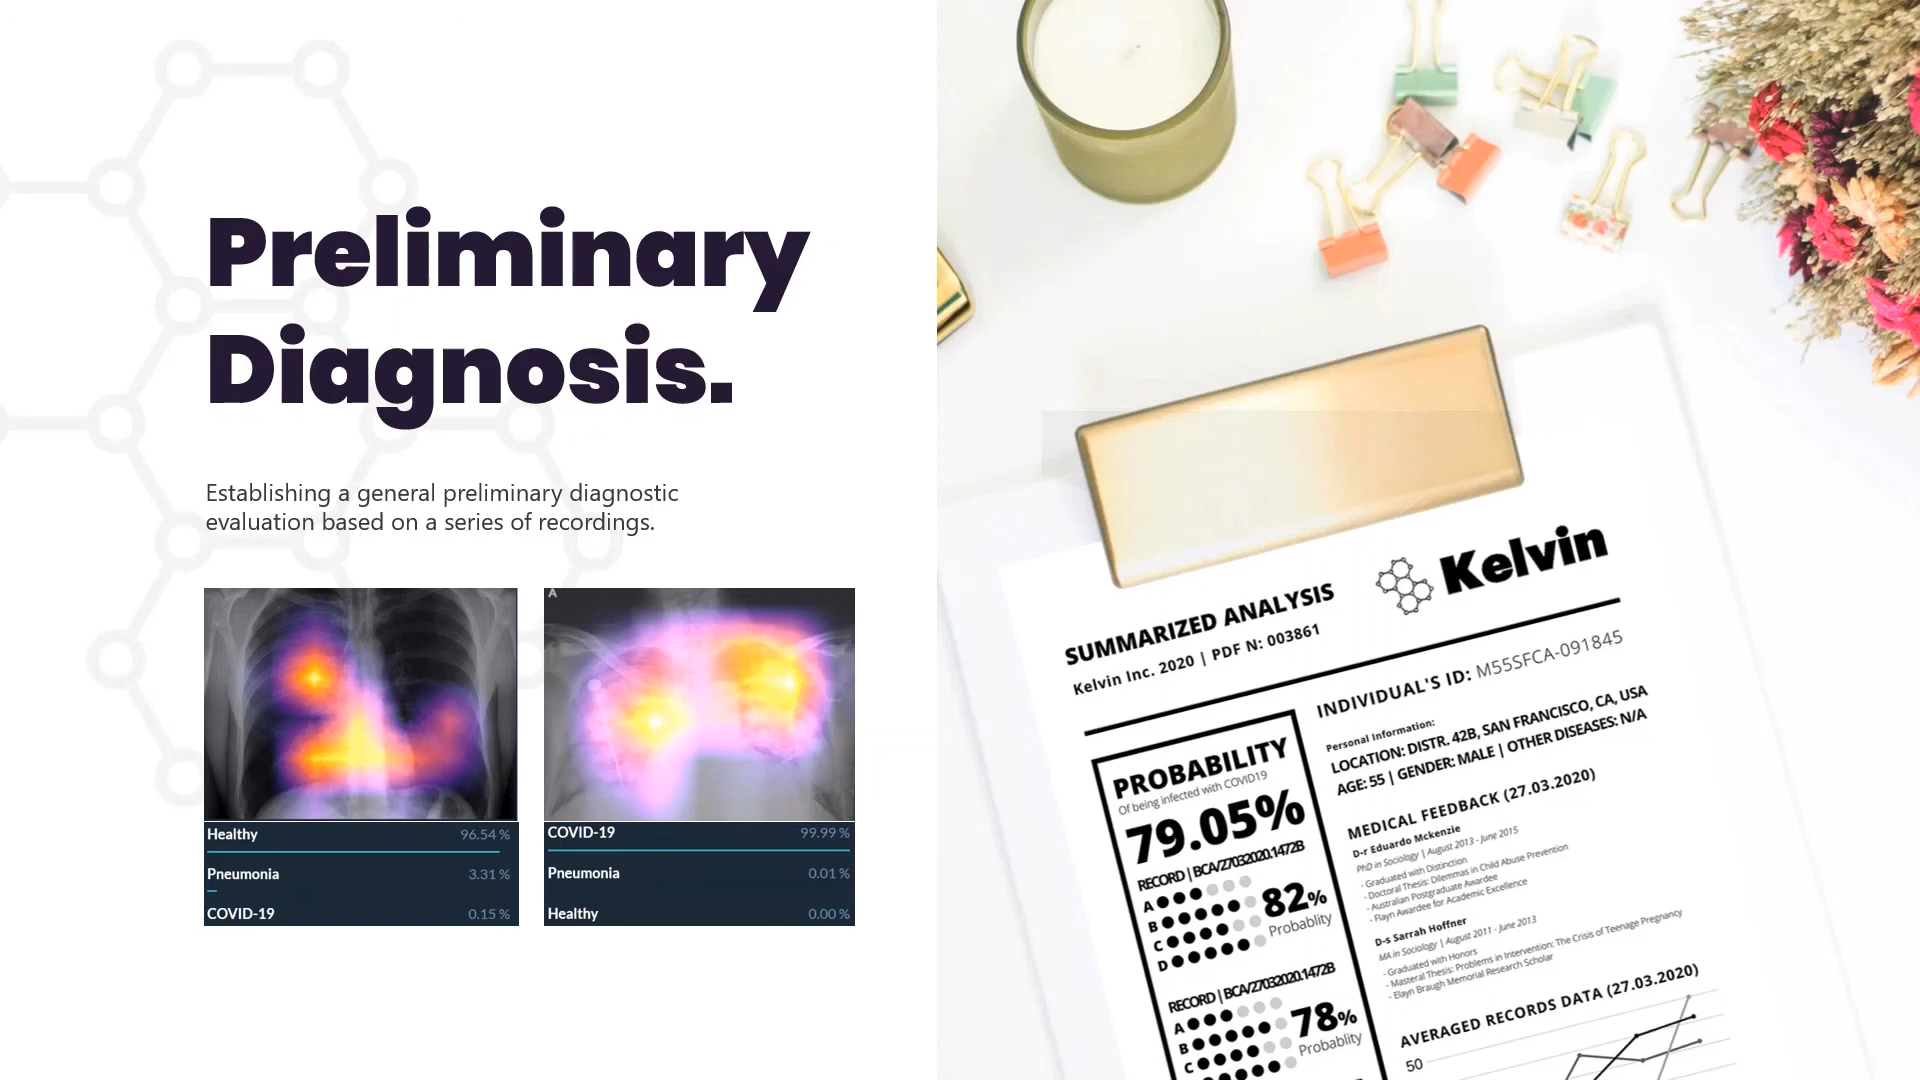 Preliminary
Diagnosis.
Establishing a general preliminary diagnostic
evaluation based on a series of recordings.
A
Healthy 96.54 %
Pneumonia 3.31 %
COVID-19 0.15 %
COVID-19 99.99 %
Pneumonia 0.01 %
Healthy 0.00 %
Kelvin
SUMMARIZED ANALYSIS
Kelvin Inc. 2020 | PDF N: 003861
PROBABILITY
Of being infected with COVID19
79.05%
RECORD | BCA/27032020.1472B
A
B
C
D
82%
Probablity
RECORD | BCA/27032020.1472B
A
B
C
78%
Probablity
INDIVIDUAL'S ID: M55SFCA-091845
Personal Information:
LOCATION: DISTR. 42B, SAN FRANCISCO, CA, USA
AGE: 55 | GENDER: MALE | OTHER DISEASES: N/A
MEDICAL FEEDBACK (27.03.2020)
D-r Eduardo Mckenzie
PhD in Sociology | August 2013 - June 2015
- Graduated with Distinction
- Doctoral Thesis: Dilemmas in Child Abuse Prevention
- Australian Postgraduate Awardee
- Flayn Awardee for Academic Excellence
D-s Sarrah Hoffner
MA in Sociology | August 2011 - June 2013
- Graduated with Honors
- Masteral Thesis: Problems in Intervention: The Crisis of Teenage Pregnancy
- Elayn Braugh Memorial Research Scholar
AVERAGED RECORDS DATA (27.03.2020)
50